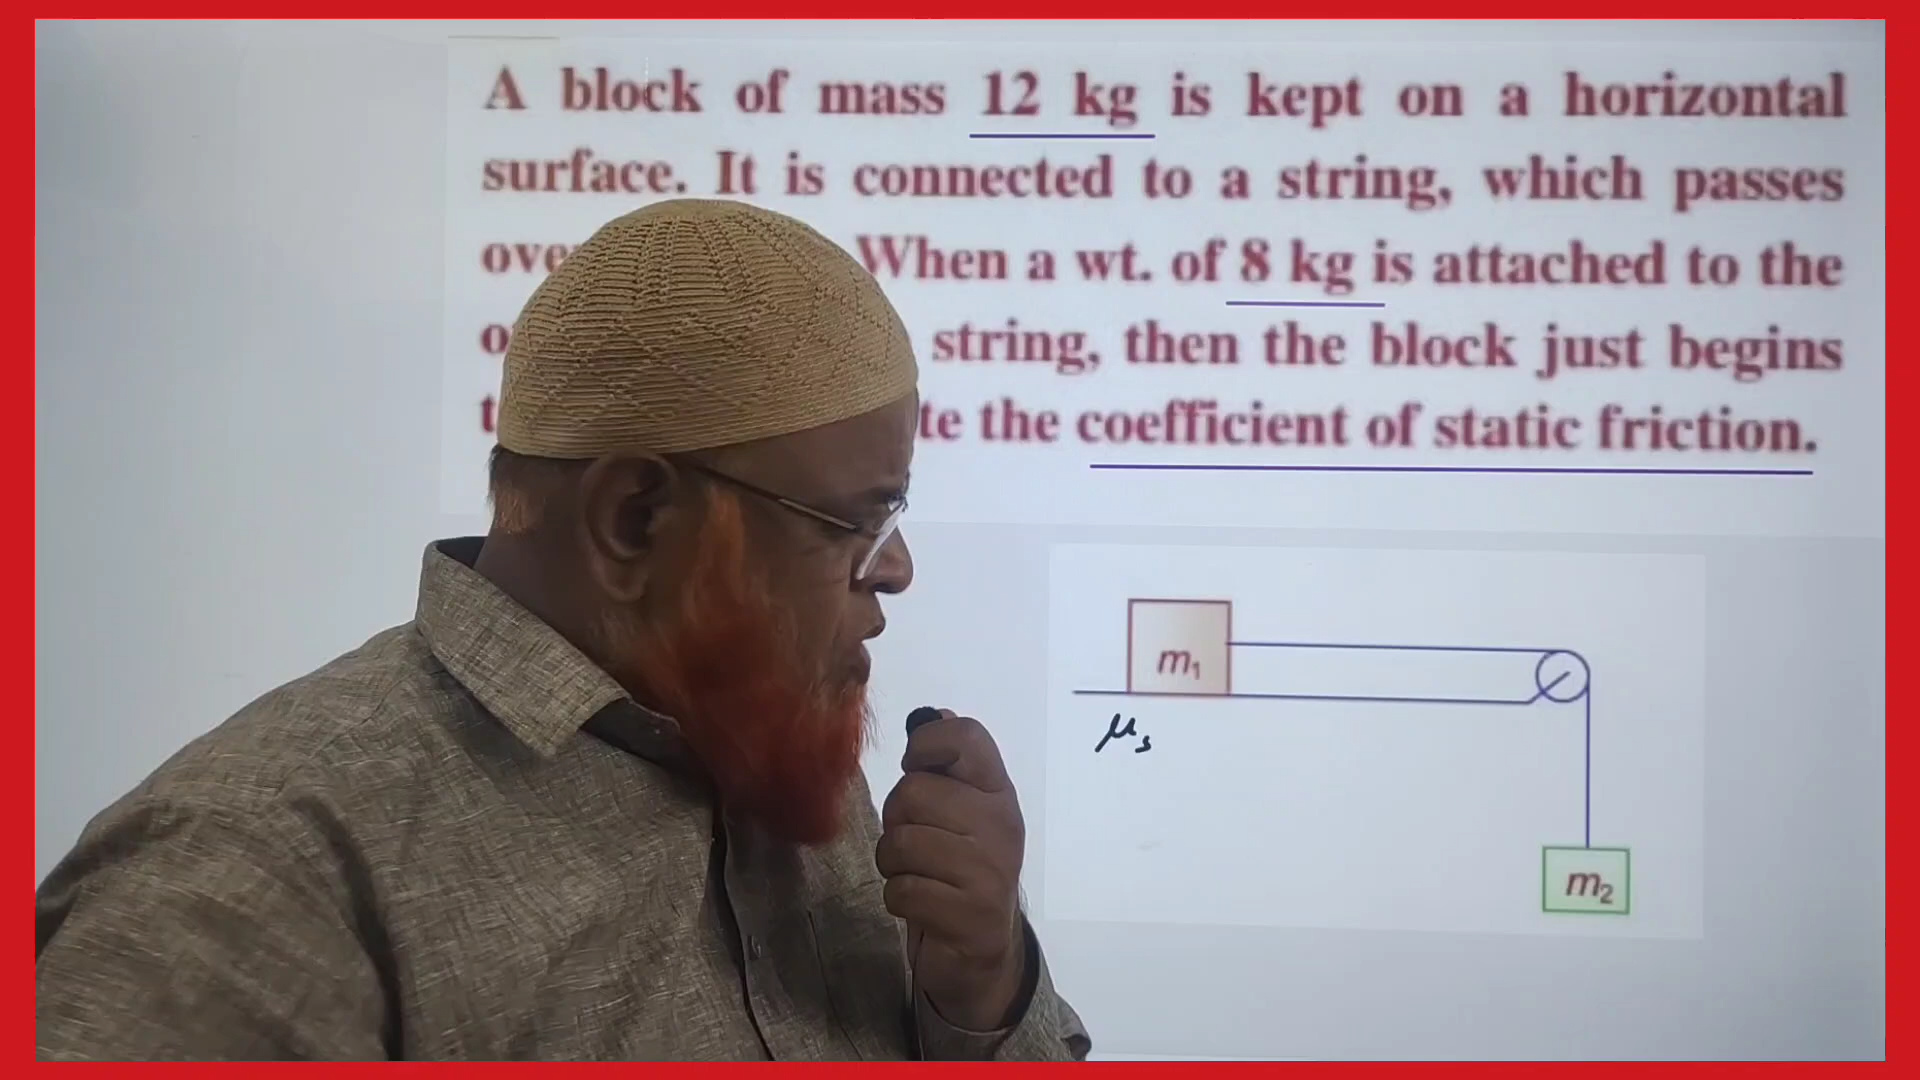 A block of mass 12 kg is kept on a horizontal
surface. It is connected to a string, which passes
When a wt. of 8 kg is attached to the
string, then the block just begins
the coefficient of static friction.
m₁
μₛ
m₂